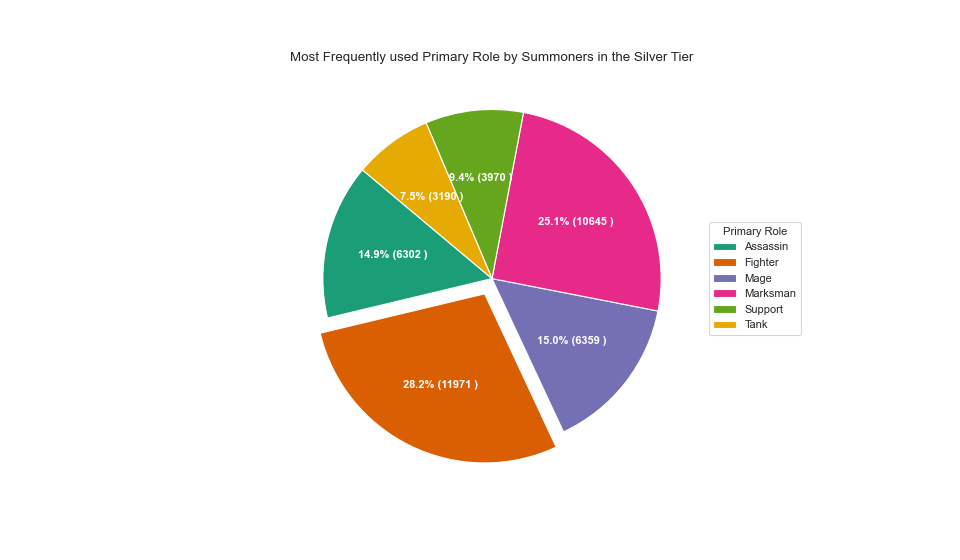 Most Frequently used Primary Role by Summoners in the Silver Tier
9.4% (3970 )
7.5% (3190 )
25.1% (10645 )
14.9% (6302 )
15.0% (6359 )
28.2% (11971 )
Primary Role
Assassin
Fighter
Mage
Marksman
Support
Tank